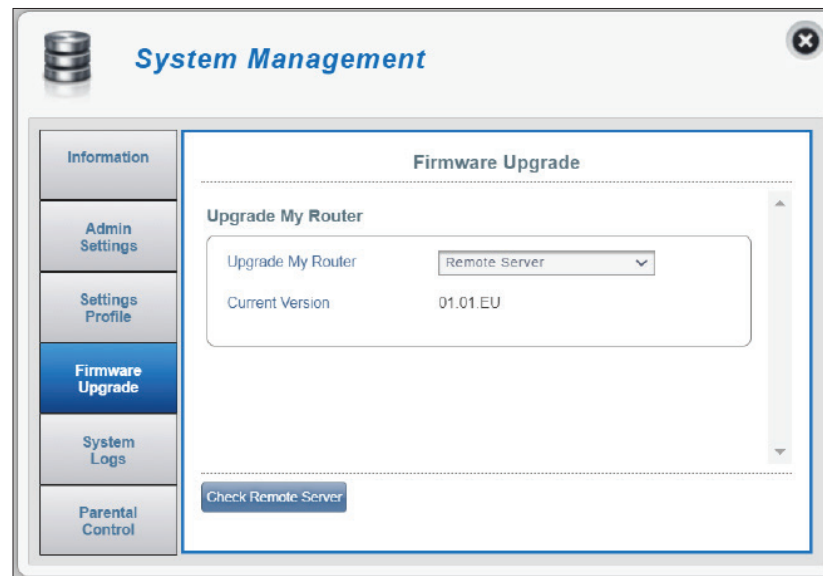 System Management
Information
Admin
Settings
Settings
Profile
Firmware
Upgrade
System
Logs
Parental
Control
Firmware Upgrade
Upgrade My Router
Upgrade My Router
Remote Server
Current Version
01.01.EU
Check Remote Server